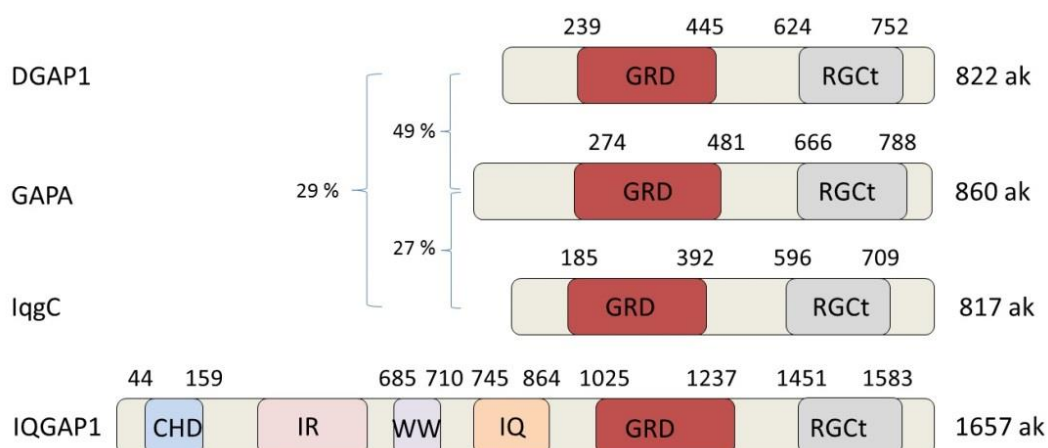 239 445 624 752
DGAP1 GRD RGCt 822 ak
49 %
274 481 666 788
29 %
GAPA GRD RGCt 860 ak
27 %
185 392 596 709
IqgC GRD RGCt 817 ak
44 159 685 710 745 864 1025 1237 1451 1583
IQGAP1 CHD IR WW IQ GRD RGCt 1657 ak